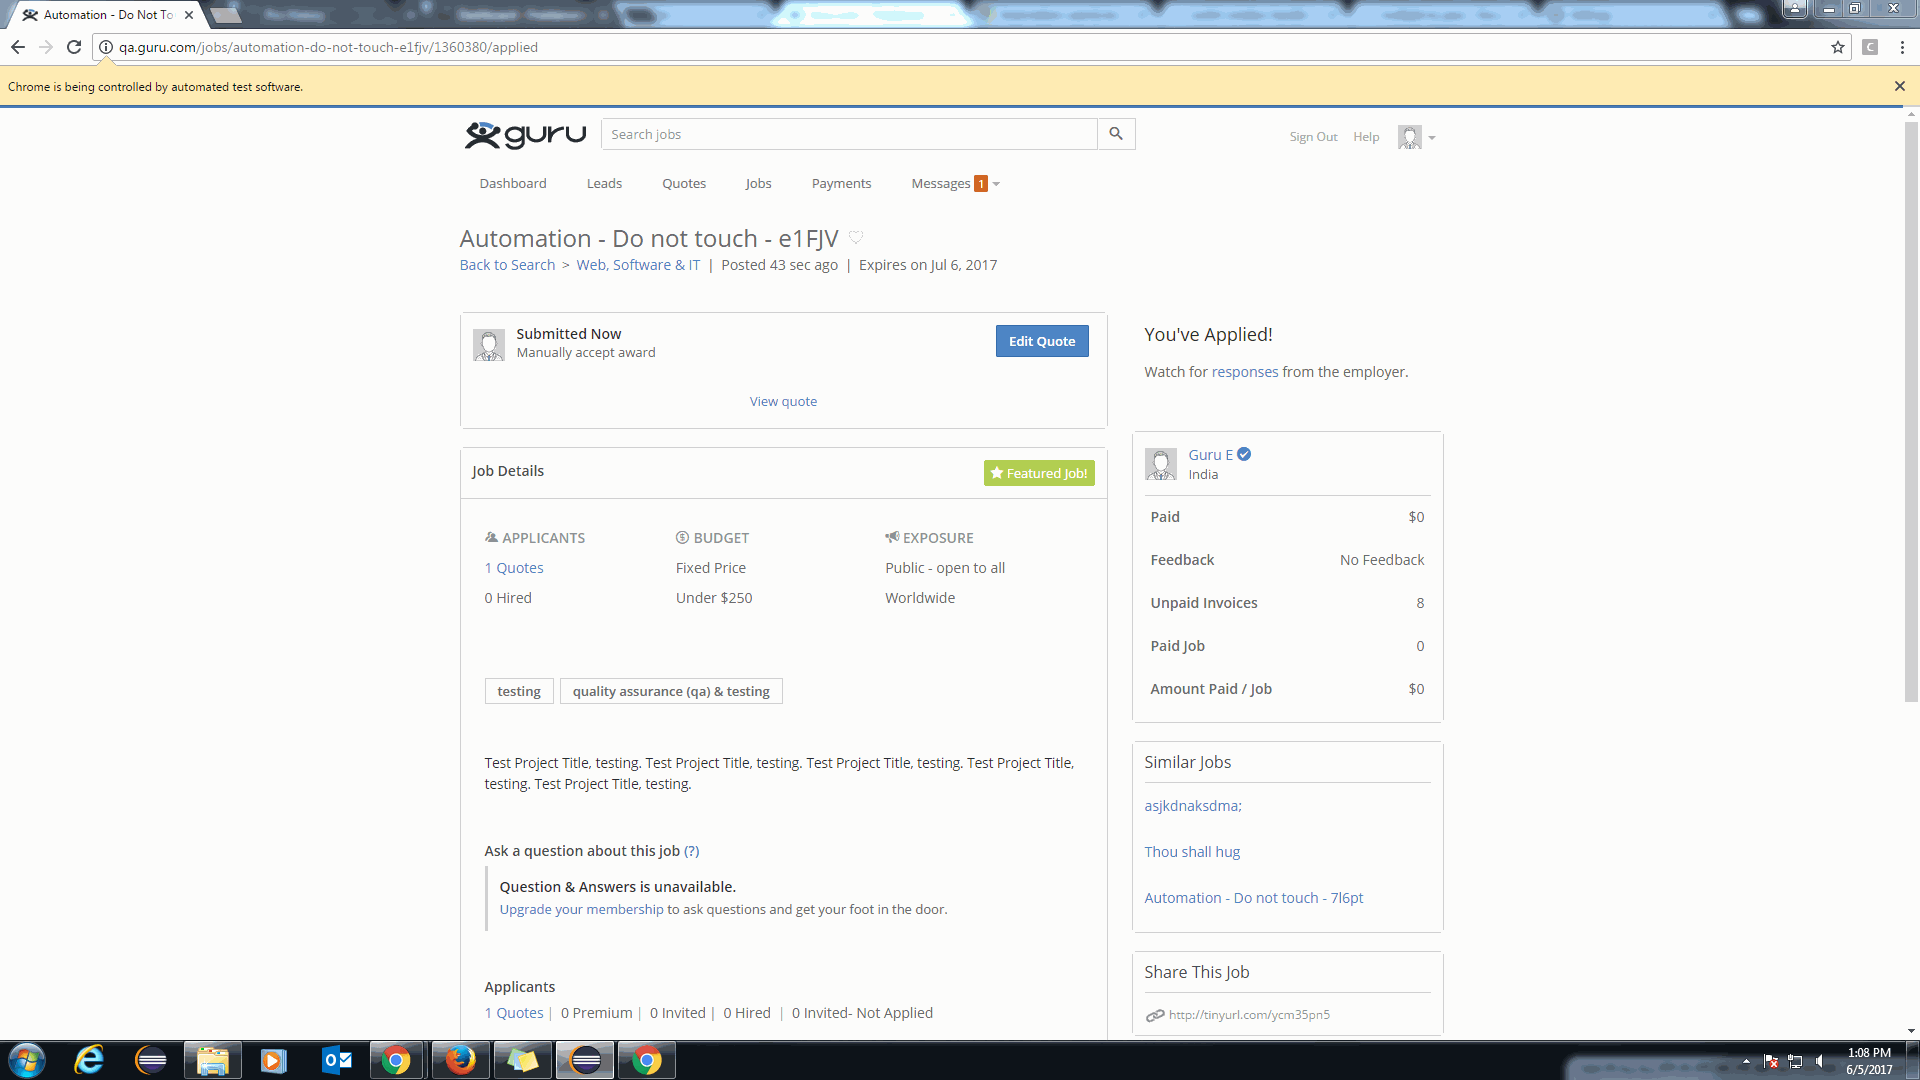 Automation - Do Not To
qa.guru.com/jobs/automation-do-not-touch-e1fjv/1360380/applied
C
Chrome is being controlled by automated test software.
guru
Search jobs
Sign Out Help
Dashboard Leads Quotes Jobs Payments Messages 1
Automation - Do not touch - e1FJV
Back to Search > Web, Software & IT | Posted 43 sec ago | Expires on Jul 6, 2017
Submitted Now
Manually accept award
Edit Quote
View quote
You've Applied!
Watch for responses from the employer.
Job Details
Featured Job!
APPLICANTS BUDGET EXPOSURE
1 Quotes Fixed Price Public - open to all
0 Hired Under $250 Worldwide
testing quality assurance (qa) & testing
Test Project Title, testing. Test Project Title, testing. Test Project Title, testing. Test Project Title,
testing. Test Project Title, testing.
Ask a question about this job (?)
Question & Answers is unavailable.
Upgrade your membership to ask questions and get your foot in the door.
Applicants
1 Quotes | 0 Premium | 0 Invited | 0 Hired | 0 Invited- Not Applied
Guru E
India
Paid $0
Feedback No Feedback
Unpaid Invoices 8
Paid Job 0
Amount Paid / Job $0
Similar Jobs
asjkdnaksdma;
Thou shall hug
Automation - Do not touch - 7l6pt
Share This Job
http://tinyurl.com/ycm35pn5
1:08 PM
6/5/2017